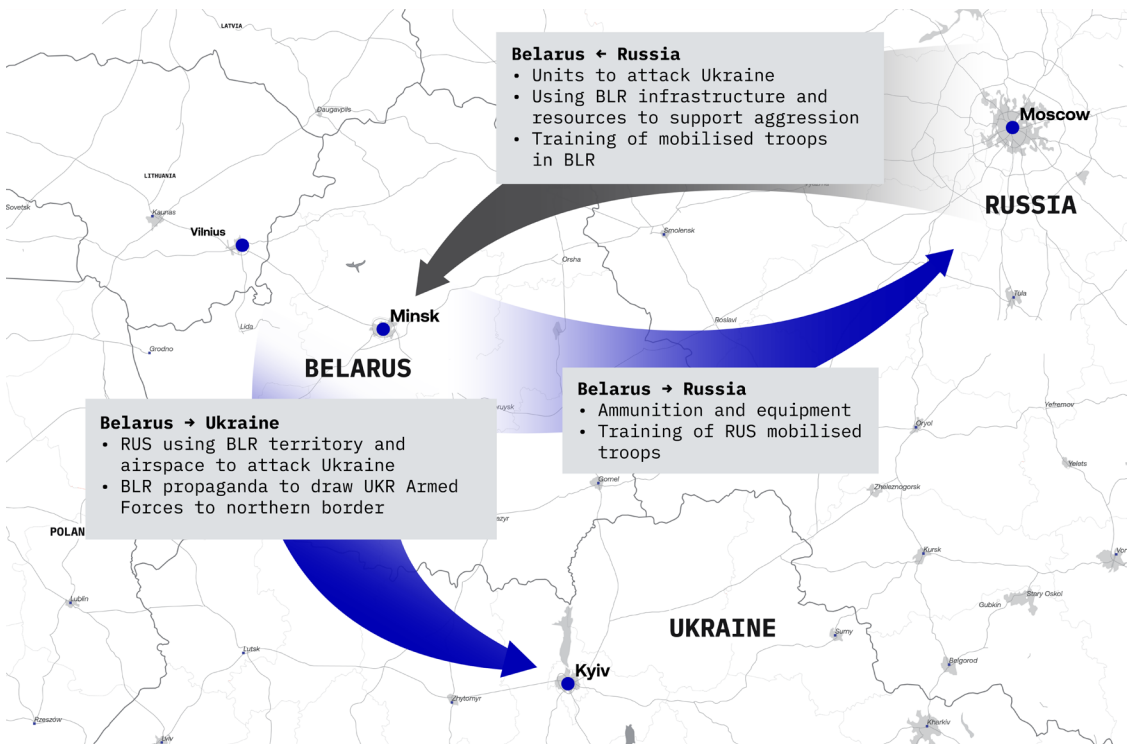 LATVIA
Belarus ← Russia
• Units to attack Ukraine
• Using BLR infrastructure and
resources to support aggression
• Training of mobilised troops
in BLR
Daugavpils
Moscow
LITHUANIA
RUSSIA
Sovetsk
Kaunas
Vilnius
Smolensk
Orsha
Tula
Minsk
Roslavl
Lida
Grodno
BELARUS
Belarus → Russia
• Ammunition and equipment
• Training of RUS mobilised
troops
Belarus → Ukraine
• RUS using BLR territory and
airspace to attack Ukraine
• BLR propaganda to draw UKR Armed
Forces to northern border
Yefremov
Oryol
Yelets
Gomel
Zheleznogorsk
POLAN
Kursk
Vor
Lublin
Stary Oskol
Gubkin
UKRAINE
Sumy
Lutsk
Belgorod
Kyiv
Zhytomyr
Rzeszów
Kharkiv
Lviv